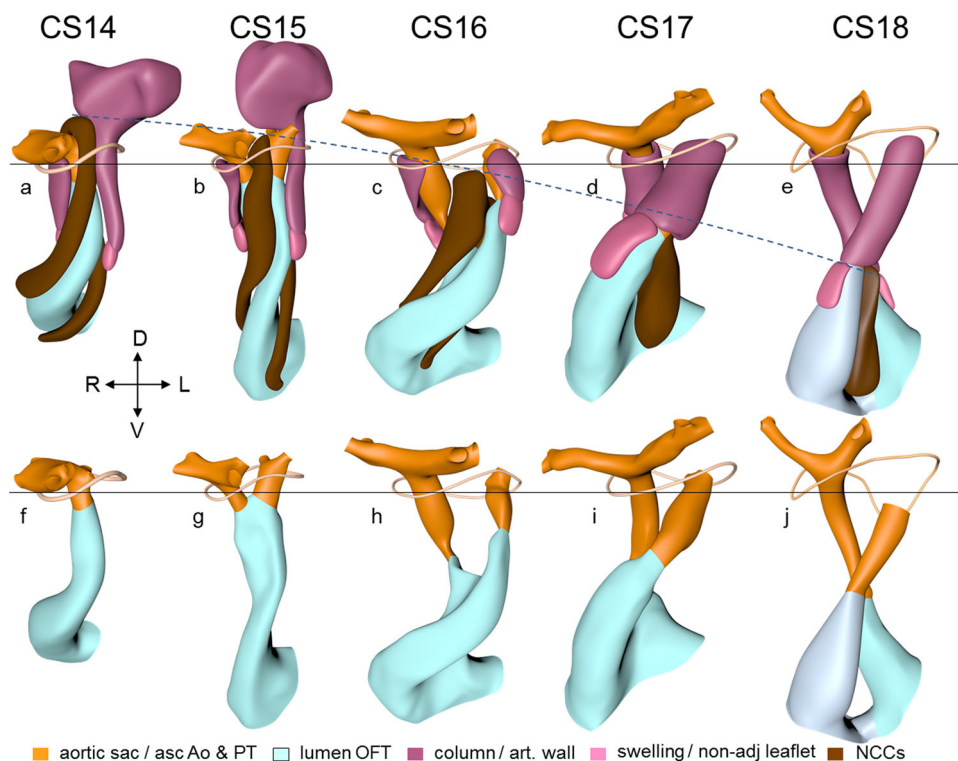 CS14 CS15 CS16 CS17 CS18
a b c d e
D
R L
V
f g h i j
aortic sac / asc Ao & PT lumen OFT column / art. wall swelling / non-adj leaflet NCCs